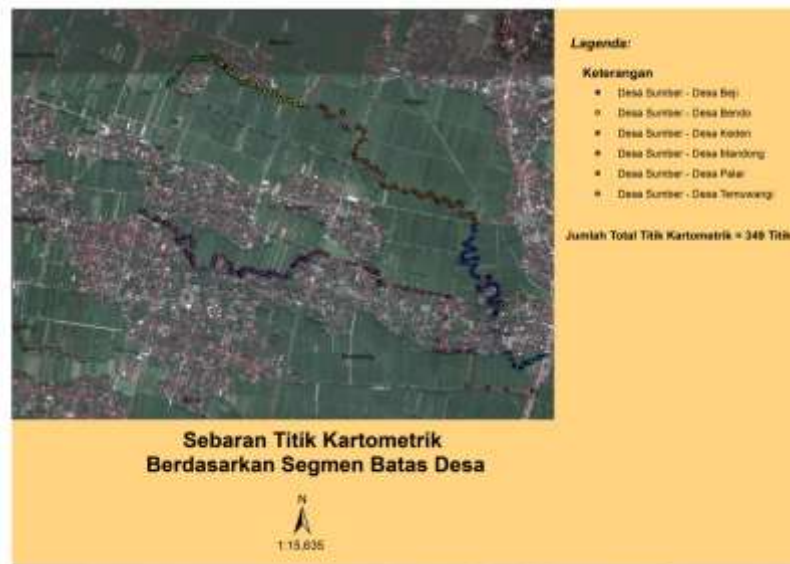 Legenda:
Keterangan
Desa Sumber - Desa Beji
Desa Sumber - Desa Bendo
Desa Sumber - Desa Keden
Desa Sumber - Desa Mandong
Desa Sumber - Desa Palar
Desa Sumber - Desa Temuwangi
Jumlah Total Titik Kartometrik = 349 Titik
Sebaran Titik Kartometrik
Berdasarkan Segmen Batas Desa
N
1:15,635